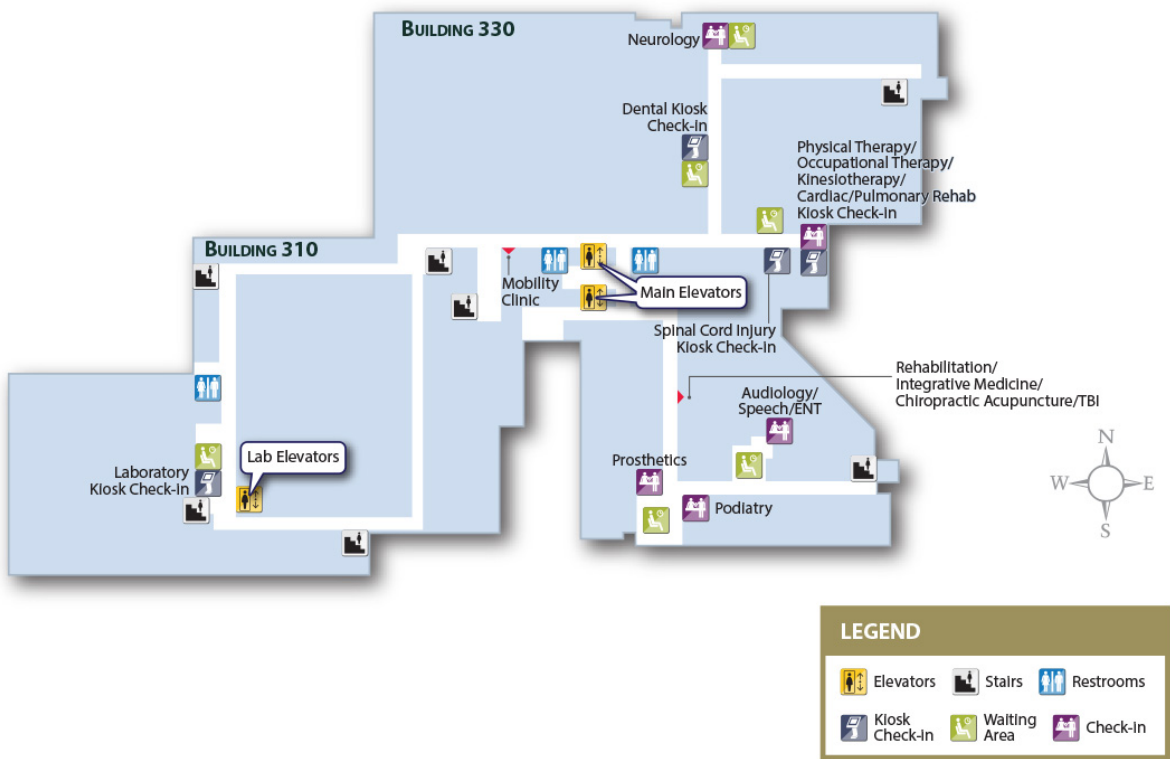 BUILDING 330
Neurology
Dental Kiosk
Check-in
Physical Therapy/
Occupational Therapy/
Kinesiotherapy/
Cardiac/Pulmonary Rehab
Kiosk Check-in
BUILDING 310
Mobility
Clinic
Main Elevators
Spinal Cord Injury
Kiosk Check-in
Rehabilitation/
Integrative Medicine/
Chiropractic Acupuncture/TBI
Audiology/
Speech/ENT
Lab Elevators
Prosthetics
Laboratory
Kiosk Check-in
Podiatry
N
W
E
S
LEGEND
Elevators
Stairs
Restrooms
Kiosk
Check-in
Waiting
Area
Check-in